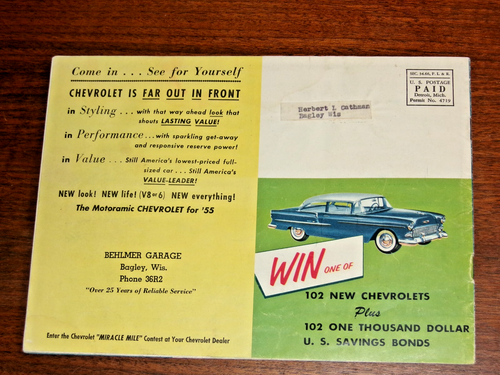 Come in . . . See for Yourself
CHEVROLET IS FAR OUT IN FRONT
in Styling . . . with that way ahead look that
shouts LASTING VALUE!
in Performance . . . with sparkling get-away
and responsive reserve power!
in Value . . . Still America's lowest-priced full-
sized car . . . Still America's
VALUE-LEADER!
NEW look! NEW life! (V8 or 6) NEW everything!
The Motoramic CHEVROLET for '55
BEHLMER GARAGE
Bagley, Wis.
Phone 36R2
"Over 25 Years of Reliable Service"
Enter the Chevrolet "MIRACLE MILE" Contest at Your Chevrolet Dealer
SEC. 34.66, P. L. & R.
U. S. POSTAGE
PAID
Detroit, Mich.
Permit No. 4710
Herbert L Oathman
Bagley Wis
WIN ONE OF
102 NEW CHEVROLETS
Plus
102 ONE THOUSAND DOLLAR
U. S. SAVINGS BONDS